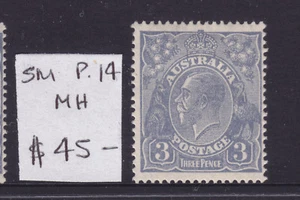 SM P.14
MH
$45-
AUSTRALIA
POSTAGE
3 THREE PENCE 3